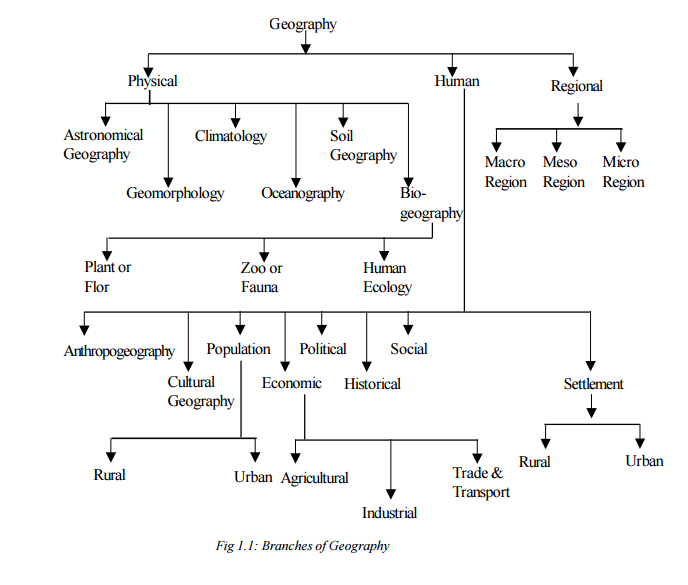 Geography
Physical
Human
Regional
Astronomical
Geography
Climatology
Soil
Geography
Macro
Region
Meso
Region
Micro
Region
Geomorphology
Oceanography
Bio-
geography
Plant or
Flor
Zoo or
Fauna
Human
Ecology
Anthropogeography
Population
Political
Social
Cultural
Geography
Economic
Historical
Settlement
Rural
Urban
Agricultural
Trade &
Transport
Rural
Urban
Industrial
Fig 1.1: Branches of Geography